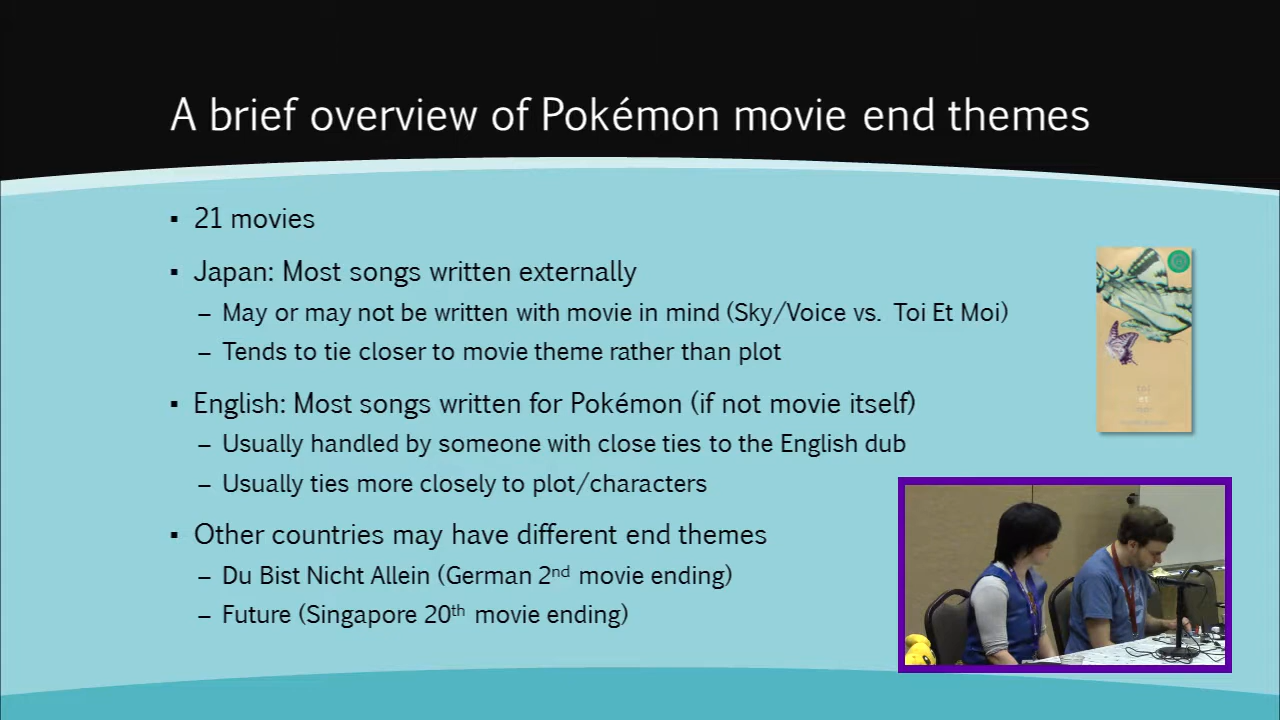 A brief overview of Pokémon movie end themes
▪ 21 movies
▪ Japan: Most songs written externally
– May or may not be written with movie in mind (Sky/Voice vs. Toi Et Moi)
– Tends to tie closer to movie theme rather than plot
▪ English: Most songs written for Pokémon (if not movie itself)
– Usually handled by someone with close ties to the English dub
– Usually ties more closely to plot/characters
▪ Other countries may have different end themes
– Du Bist Nicht Allein (German 2nd movie ending)
– Future (Singapore 20th movie ending)
toi
et